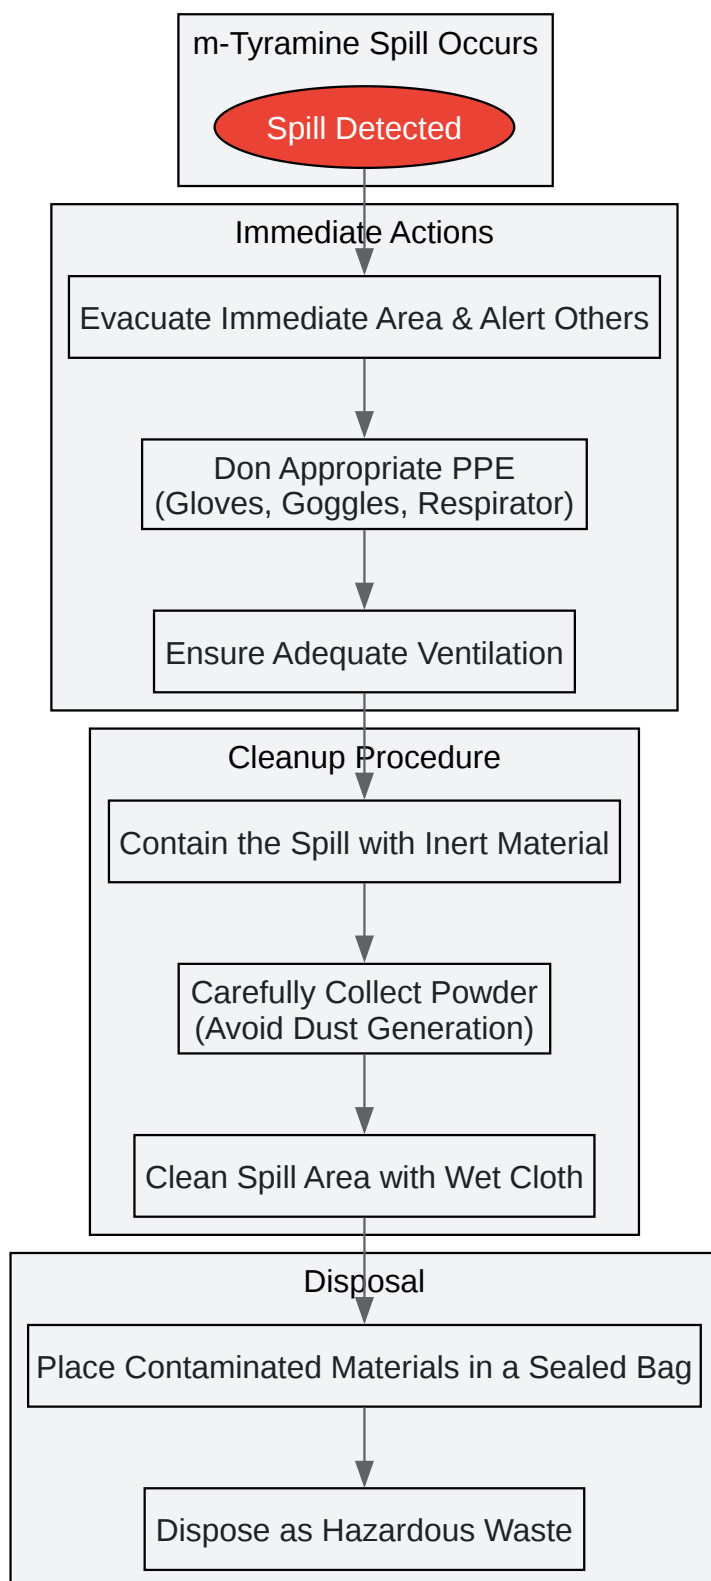 m-Tyramine Spill Occurs
Spill Detected
Immediate Actions
Evacuate Immediate Area & Alert Others
Don Appropriate PPE
(Gloves, Goggles, Respirator)
Ensure Adequate Ventilation
Cleanup Procedure
Contain the Spill with Inert Material
Carefully Collect Powder
(Avoid Dust Generation)
Clean Spill Area with Wet Cloth
Disposal
Place Contaminated Materials in a Sealed Bag
Dispose as Hazardous Waste